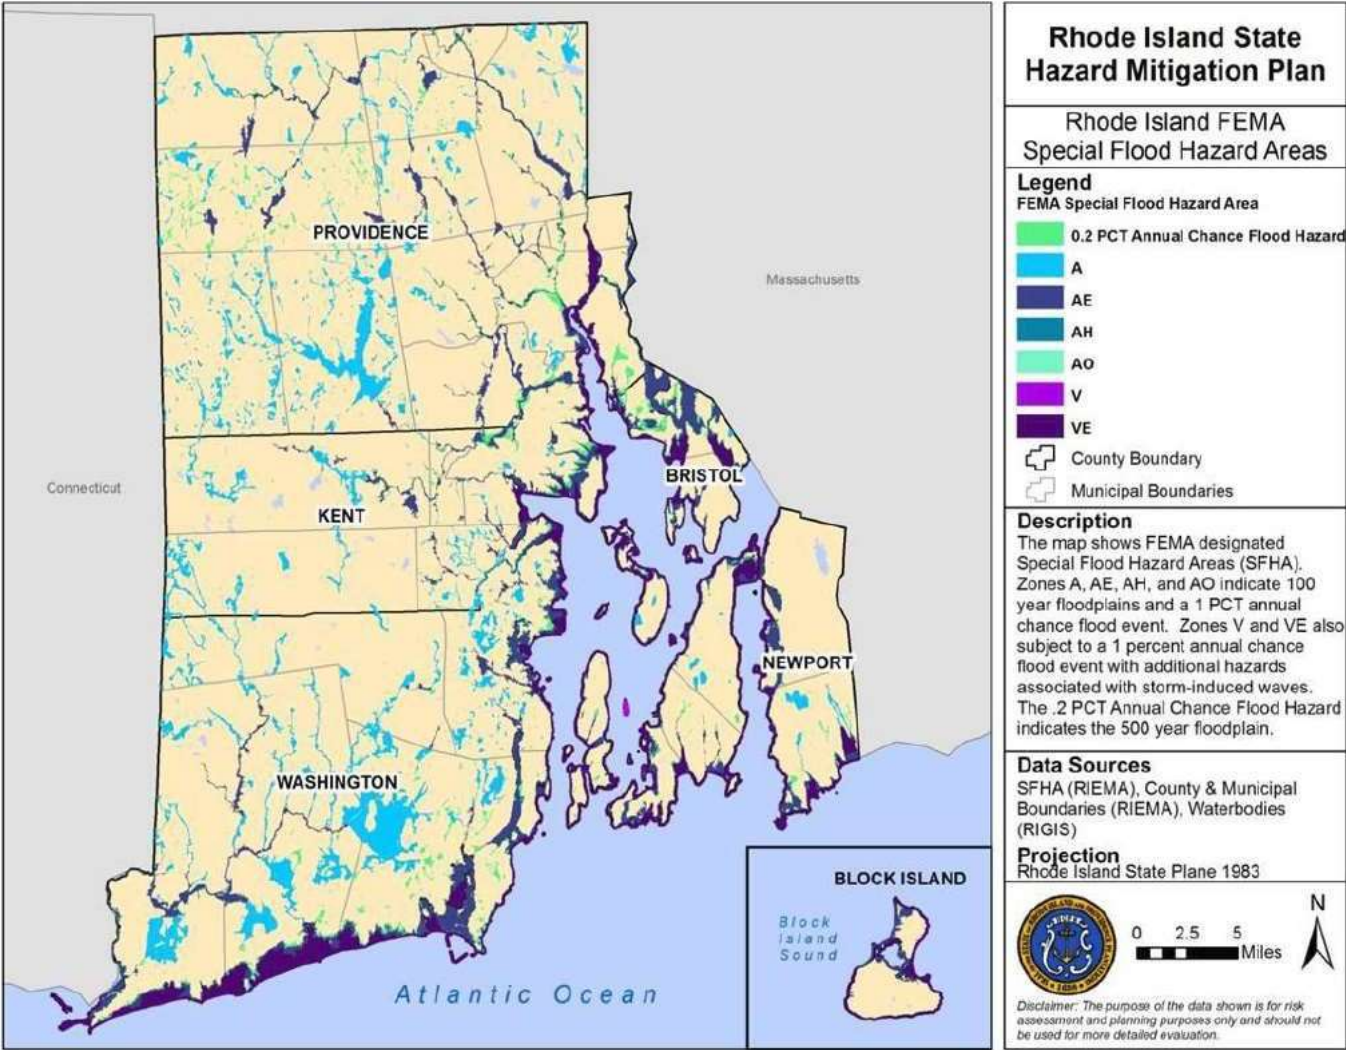 PROVIDENCE
Massachusetts
Connecticut
KENT
BRISTOL
NEWPORT
WASHINGTON
BLOCK ISLAND
Block
Island
Sound
Atlantic Ocean
Rhode Island State
Hazard Mitigation Plan
Rhode Island FEMA
Special Flood Hazard Areas
Legend
FEMA Special Flood Hazard Area
0.2 PCT Annual Chance Flood Hazard
A
AE
AH
AO
V
VE
County Boundary
Municipal Boundaries
Description
The map shows FEMA designated
Special Flood Hazard Areas (SFHA).
Zones A, AE, AH, and AO indicate 100
year floodplains and a 1 PCT annual
chance flood event. Zones V and VE also
subject to a 1 percent annual chance
flood event with additional hazards
associated with storm-induced waves.
The .2 PCT Annual Chance Flood Hazard
indicates the 500 year floodplain.
Data Sources
SFHA (RIEMA), County & Municipal
Boundaries (RIEMA), Waterbodies
(RIGIS)
Projection
Rhode Island State Plane 1983
N
0 2.5 5
Miles
Disclaimer: The purpose of the data shown is for risk
assessment and planning purposes only and should not
be used for more detailed evaluation.